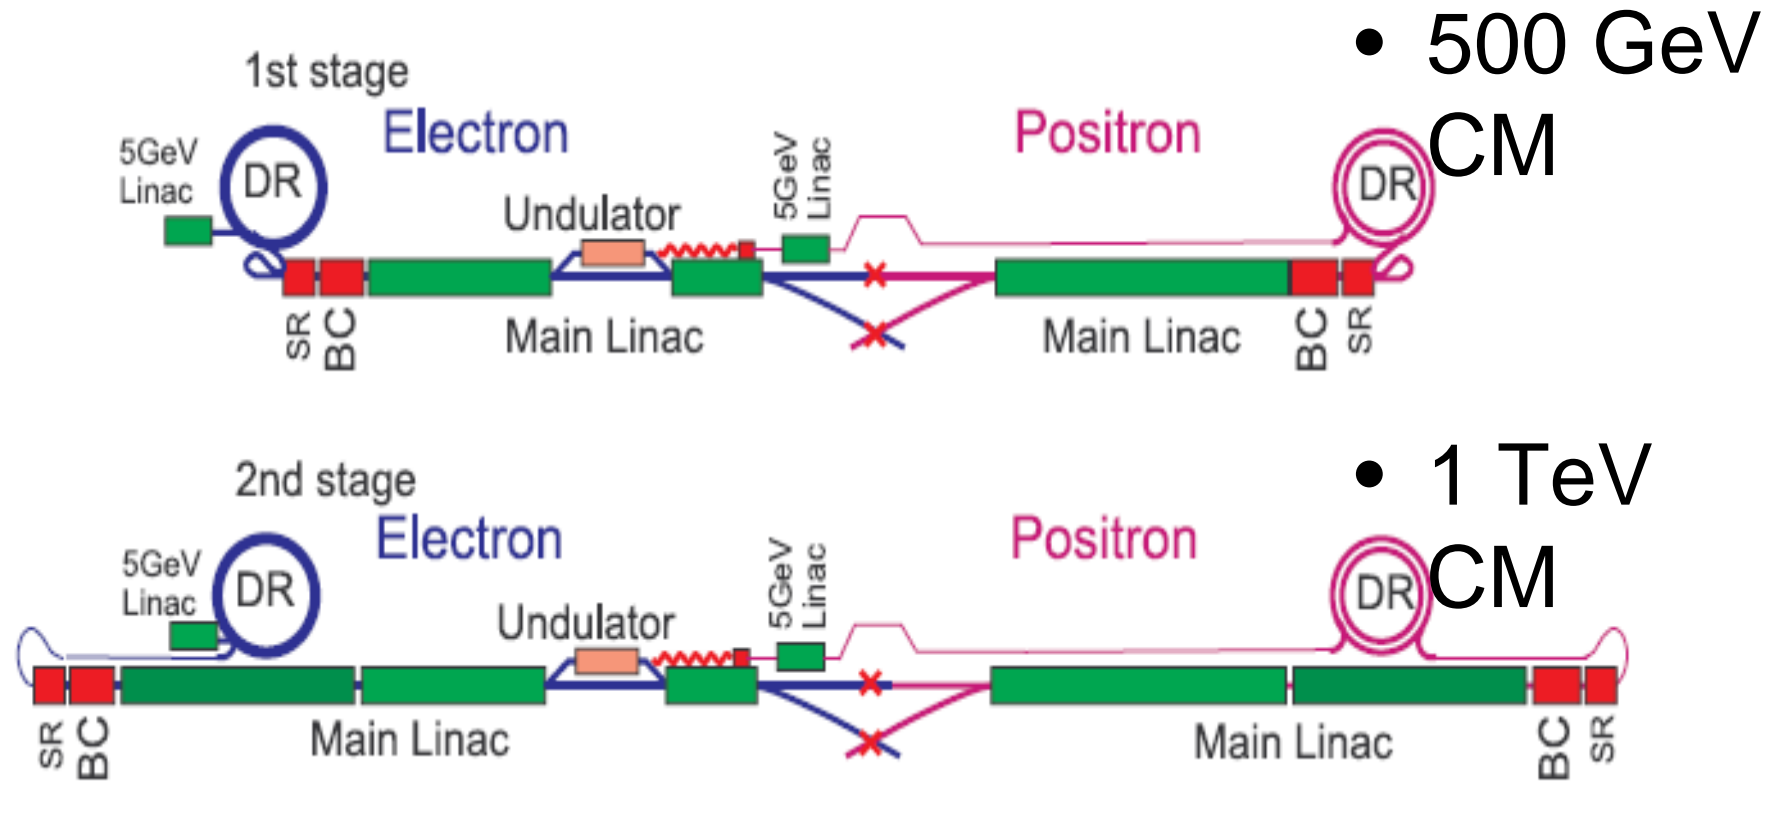 • 500 GeV
CM
1st stage
Electron
Positron
5GeV
Linac
DR
Undulator
5GeV
Linac
DR
SR
BC
Main Linac
Main Linac
BC
SR
• 1 TeV
CM
2nd stage
Electron
Positron
5GeV
Linac
DR
Undulator
5GeV
Linac
DR
SR
BC
Main Linac
Main Linac
BC
SR